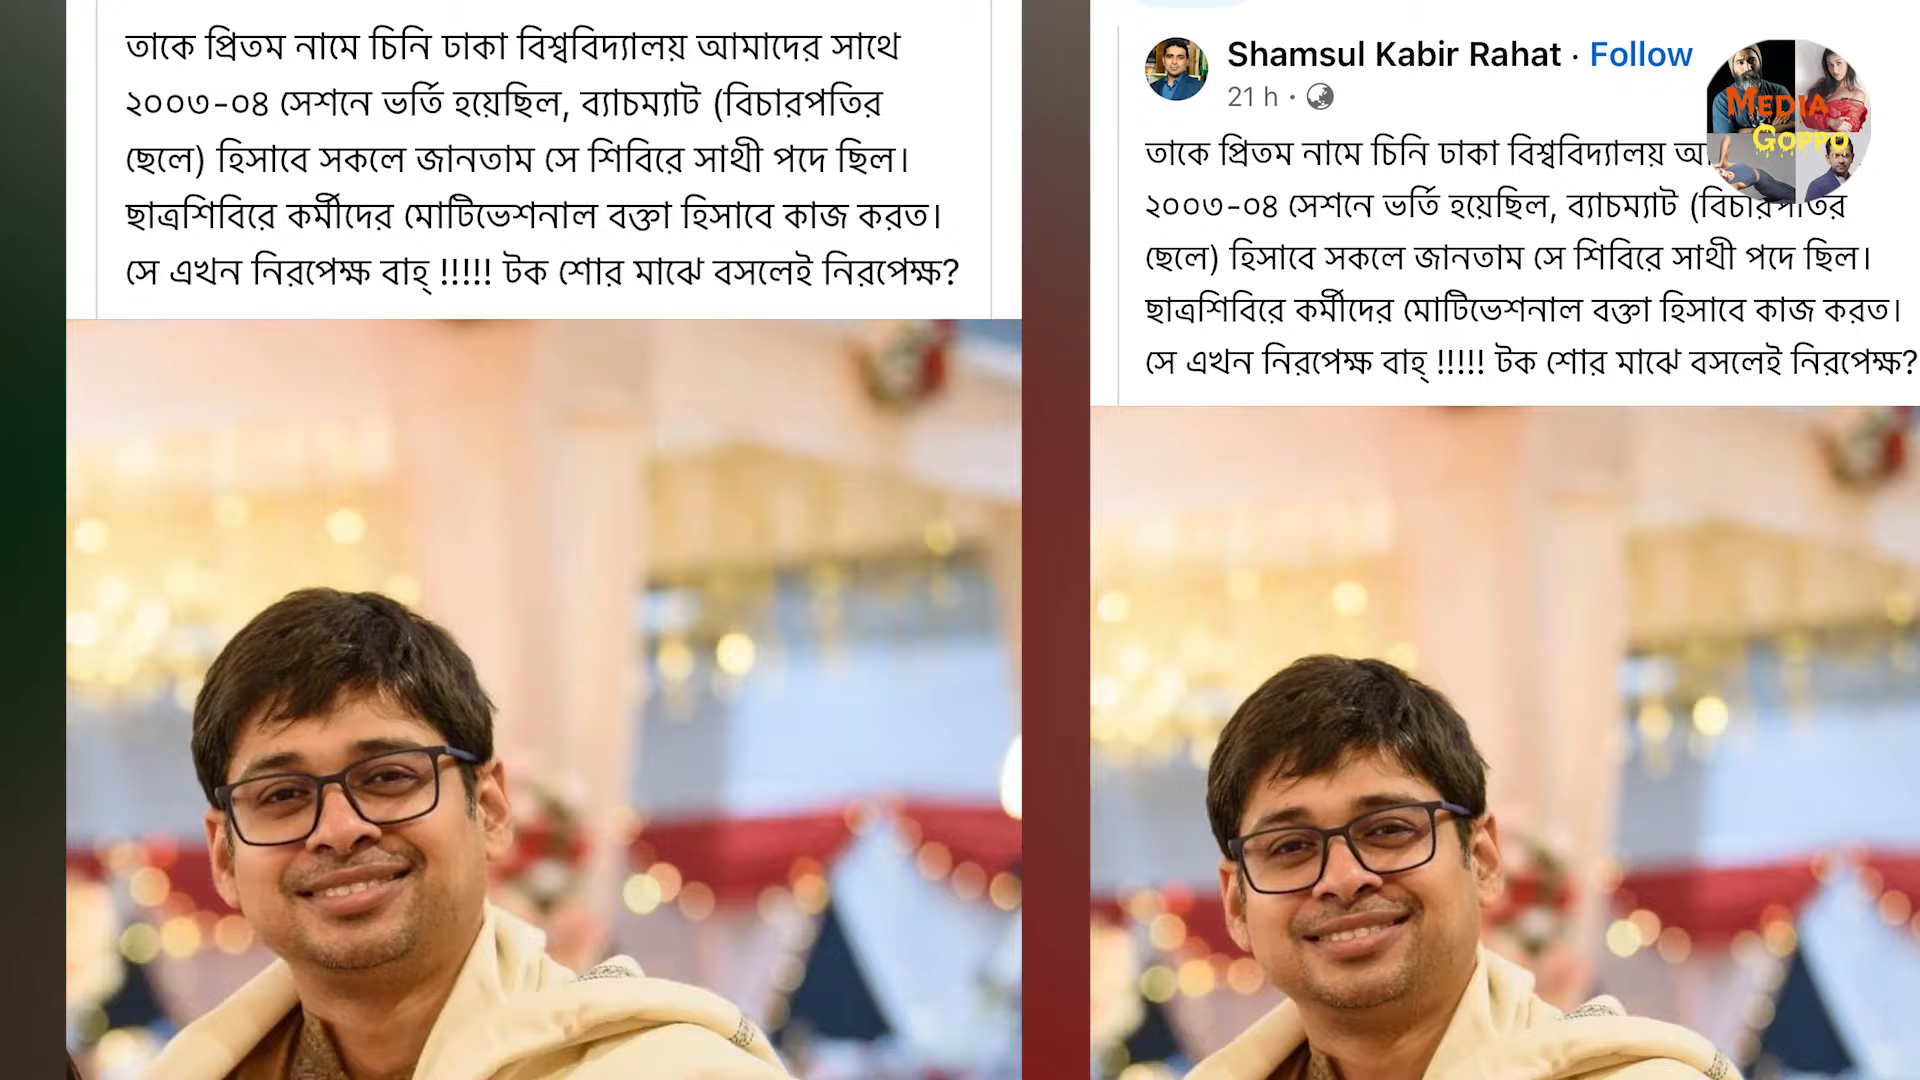 তাকে প্রিতম নামে চিনি ঢাকা বিশ্ববিদ্যালয় আমাদের সাথে
২০০৩-০৪ সেশনে ভর্তি হয়েছিল, ব্যাচম্যাট (বিচারপতির
ছেলে) হিসাবে সকলে জানতাম সে শিবিরে সাথী পদে ছিল।
ছাত্রশিবিরে কর্মীদের মোটিভেশনাল বক্তা হিসাবে কাজ করত।
সে এখন নিরপেক্ষ বাহ্ !!!!! টক শোর মাঝে বসলেই নিরপেক্ষ?
Shamsul Kabir Rahat · Follow
21 h ·
তাকে প্রিতম নামে চিনি ঢাকা বিশ্ববিদ্যালয়
২০০৩-০৪ সেশনে ভর্তি হয়েছিল, ব্যাচম্যাট (বিচারপতির
ছেলে) হিসাবে সকলে জানতাম সে শিবিরে সাথী পদে ছিল।
ছাত্রশিবিরে কর্মীদের মোটিভেশনাল বক্তা হিসাবে কাজ করত।
সে এখন নিরপেক্ষ বাহ্ !!!!! টক শোর মাঝে বসলেই নিরপেক্ষ?
MEDIA
GOPPO